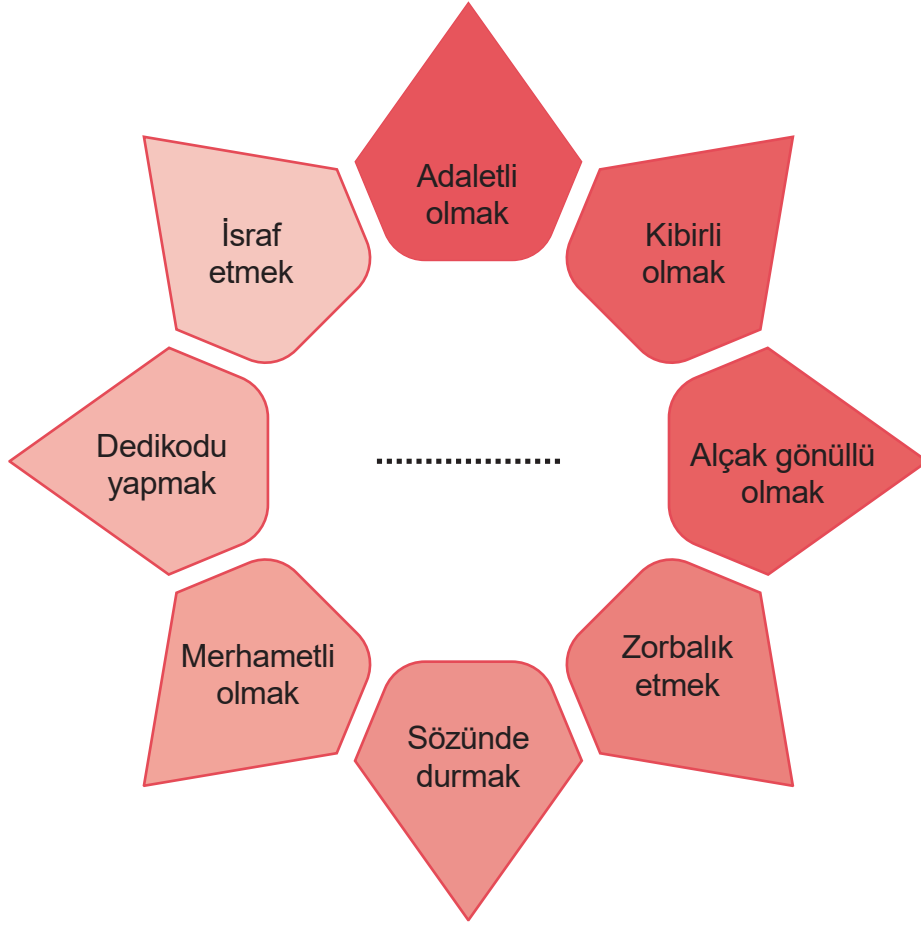 Adaletli
olmak
Kibirli
olmak
Alçak gönüllü
olmak
Zorbalık
etmek
Sözünde
durmak
Merhametli
olmak
Dedikodu
yapmak
İsraf
etmek
...................